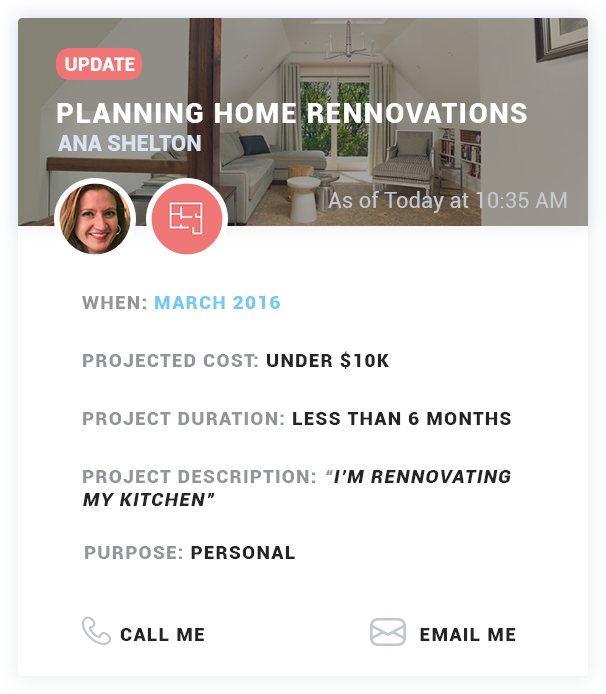 UPDATE
PLANNING HOME RENNOVATIONS
ANA SHELTON
As of Today at 10:35 AM
WHEN: MARCH 2016
PROJECTED COST: UNDER $10K
PROJECT DURATION: LESS THAN 6 MONTHS
PROJECT DESCRIPTION: “I’M RENNOVATING
MY KITCHEN”
PURPOSE: PERSONAL
CALL ME
EMAIL ME